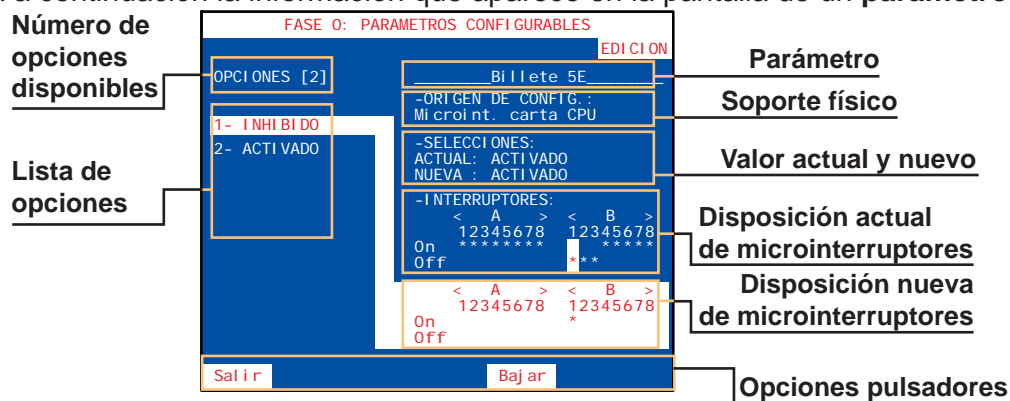 a continuación la información que aparece en la pantalla de un parámetro
Número de
opciones
disponibles
Lista de
opciones
FASE O: PARAMETROS CONFIGURABLES
EDICION
OPCIONES [2]
1- INHIBIDO
2- ACTIVADO
________Billete 5E________
-ORIGEN DE CONFIG.:
Microint. carta CPU
-SELECCIONES:
ACTUAL: ACTIVADO
NUEVA : ACTIVADO
-INTERRUPTORES:
< A > < B >
12345678 12345678
On ******** *****
Off ***
< A > < B >
12345678 12345678
On *
Off
Salir Bajar
Parámetro
Soporte físico
Valor actual y nuevo
Disposición actual
de microinterruptores
Disposición nueva
de microinterruptores
Opciones pulsadores